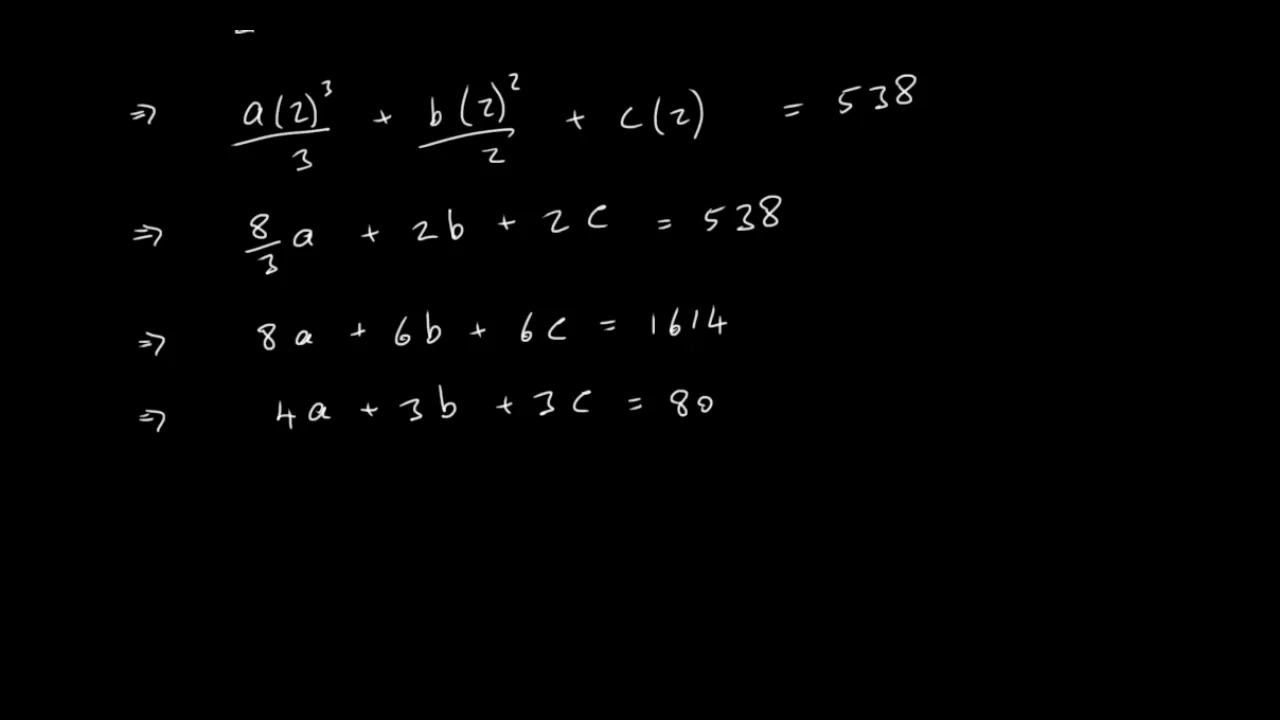 ⇒ a(2)³/3 + b(2)²/2 + c(2) = 538
⇒ 8/3 a + 2b + 2c = 538
⇒ 8a + 6b + 6c = 1614
⇒ 4a + 3b + 3c = 80